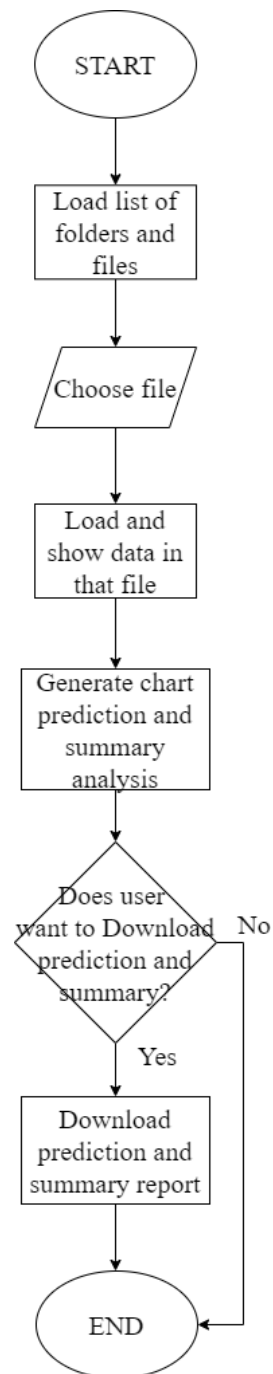 START
Load list of
folders and
files
Choose file
Load and
show data in
that file
Generate chart
prediction and
summary
analysis
Does user
want to Download
prediction and
summary?
No
Yes
Download
prediction and
summary report
END